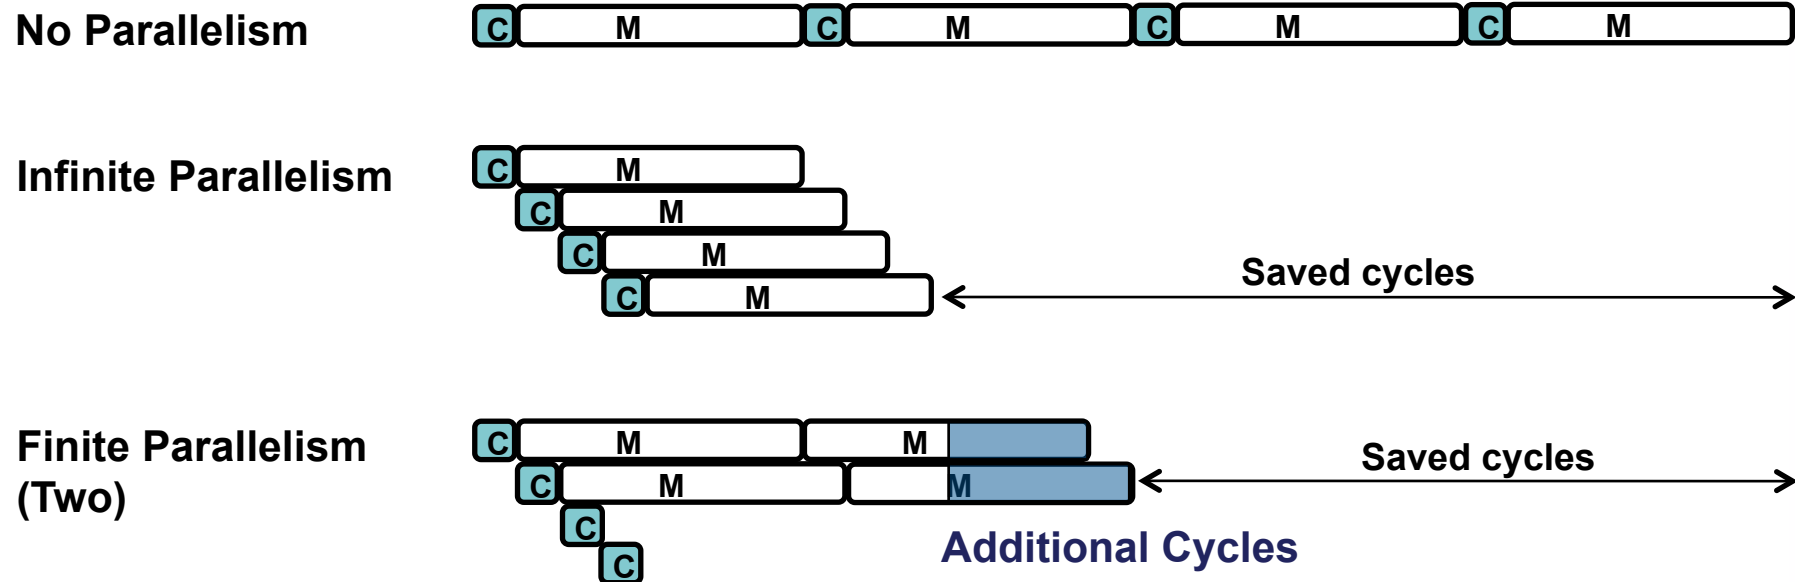 No Parallelism
C M C M C M C M
Infinite Parallelism
C M
C M
C M
C M
Saved cycles
Finite Parallelism
(Two)
C M M
C M M
C
C
Saved cycles
Additional Cycles